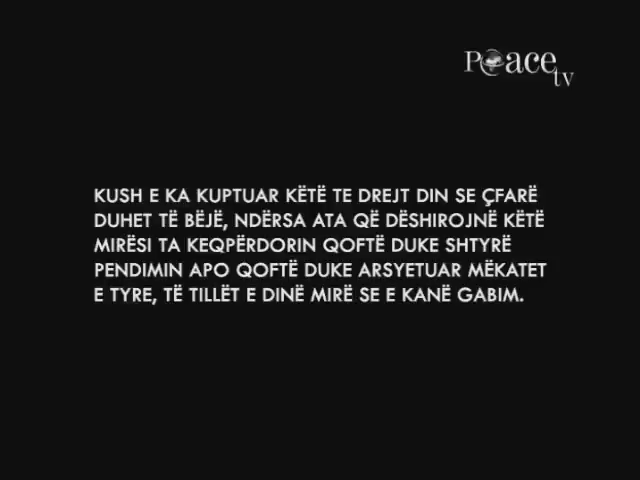 Peace tv
KUSH E KA KUPTUAR KËTË TE DREJT DIN SE ÇFARË
DUHET TË BËJË, NDËRSA ATA QË DËSHIROJNË KËTË
MIRËSI TA KEQPËRDORIN QOFTË DUKE SHTYRË
PENDIMIN APO QOFTË DUKE ARSYETUAR MËKATET
E TYRE, TË TILLËT E DINË MIRË SE E KANË GABIM.